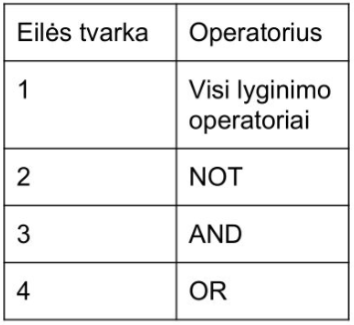 Eilės tvarka Operatorius
1 Visi lyginimo
operatoriai
2 NOT
3 AND
4 OR